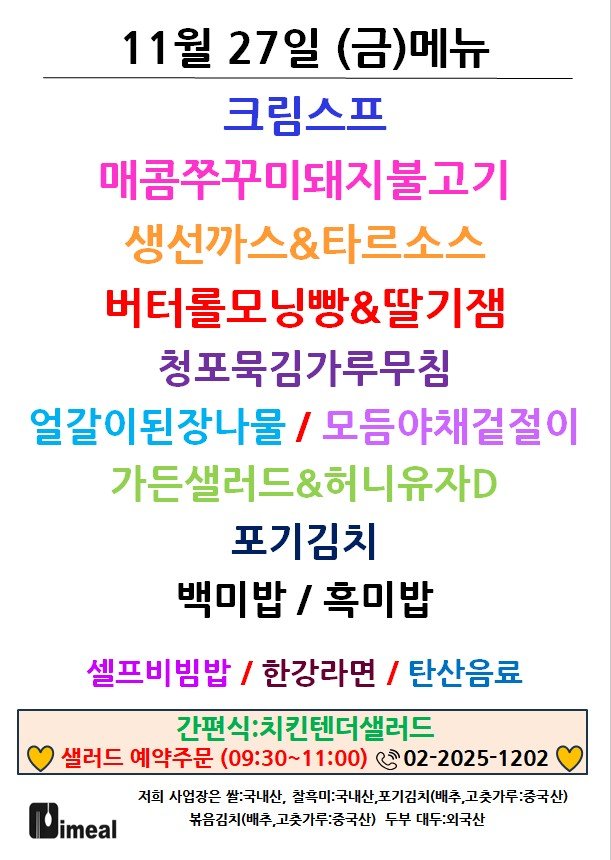 11월 27일 (금)메뉴
크림스프
매콤쭈꾸미돼지불고기
생선까스&타르소스
버터롤모닝빵&딸기잼
청포묵김가루무침
얼갈이된장나물 / 모듬야채겉절이
가든샐러드&허니유자D
포기김치
백미밥 / 흑미밥
셀프비빔밥 / 한강라면 / 탄산음료
간편식:치킨텐더샐러드
샐러드 예약주문 (09:30~11:00) 02-2025-1202
저희 사업장은 쌀:국내산, 찰흑미:국내산,포기김치(배추,고춧가루:중국산)
볶음김치(배추,고춧가루:중국산) 두부 대두:외국산
Dimeal